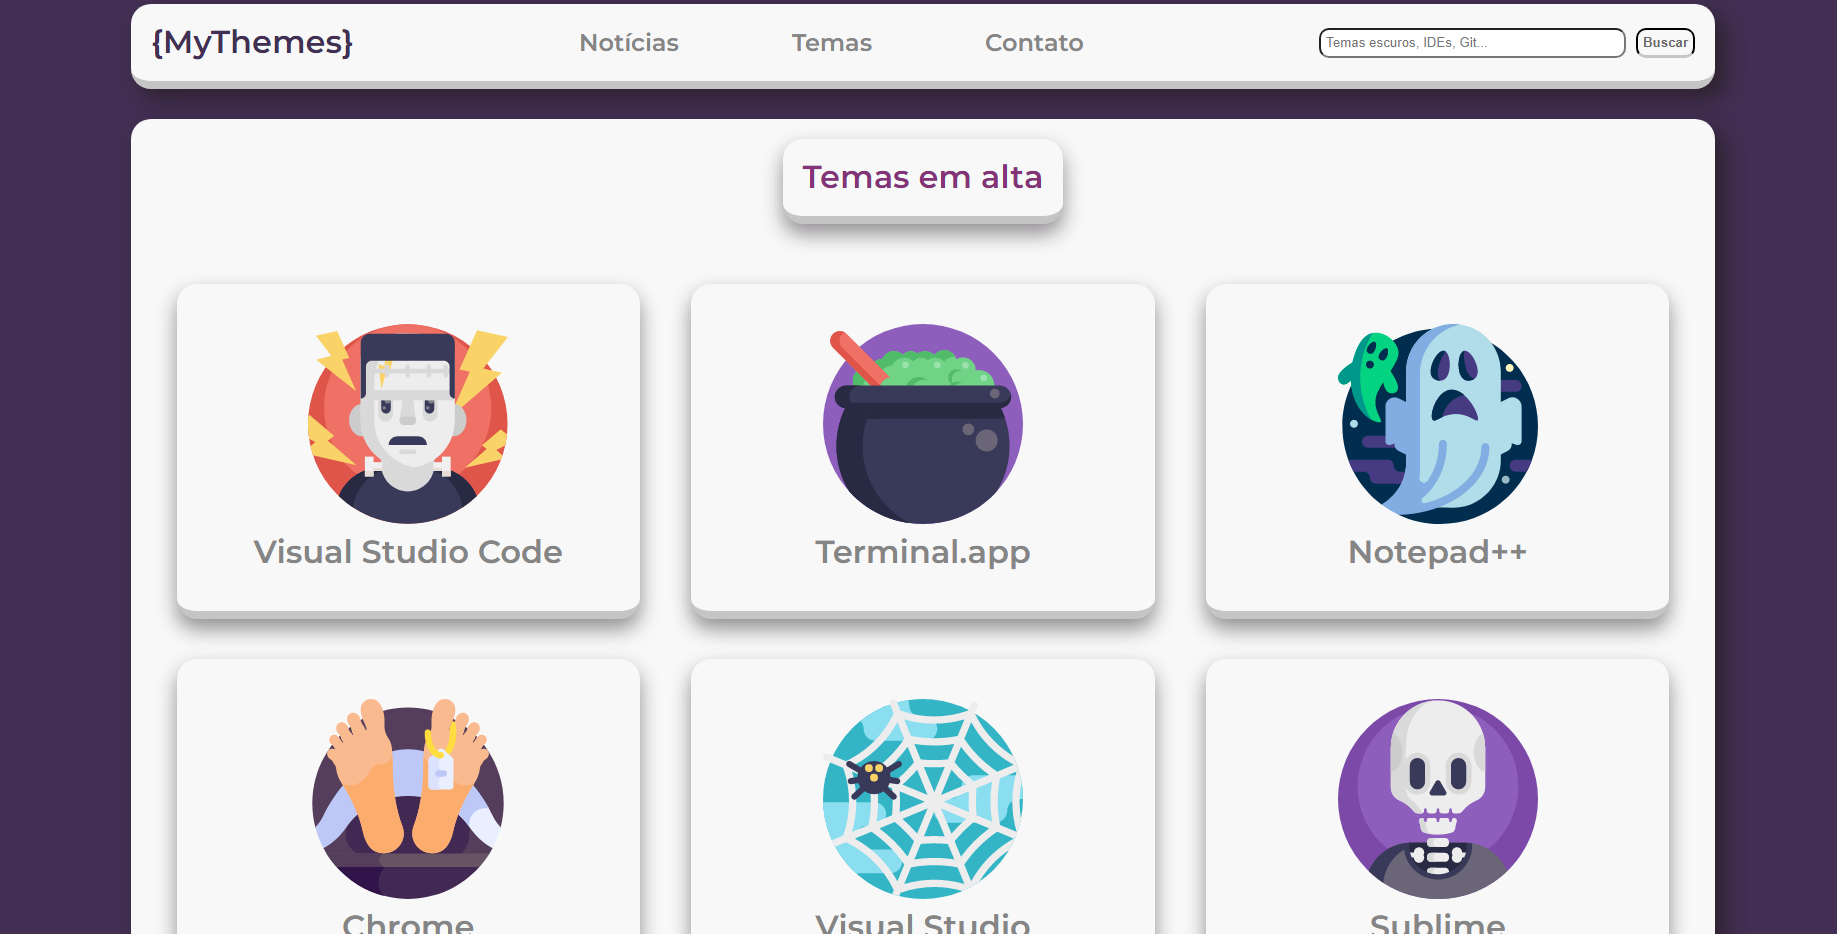 {MyThemes}
Notícias
Temas
Contato
Temas escuros, IDEs, Git...
Buscar
Temas em alta
Visual Studio Code
Terminal.app
Notepad++
Chrome
Visual Studio
Sublime